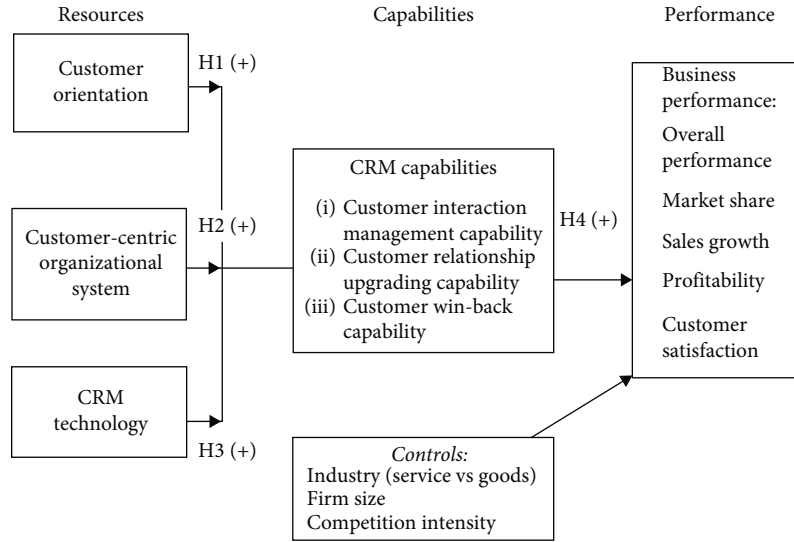 Resources
Capabilities
Performance
Customer
orientation
H1 (+)
Customer-centric
organizational
system
H2 (+)
CRM
technology
H3 (+)
CRM capabilities
(i) Customer interaction
management capability
(ii) Customer relationship
upgrading capability
(iii) Customer win-back
capability
H4 (+)
Business
performance:
Overall
performance
Market share
Sales growth
Profitability
Customer
satisfaction
Controls:
Industry (service vs goods)
Firm size
Competition intensity